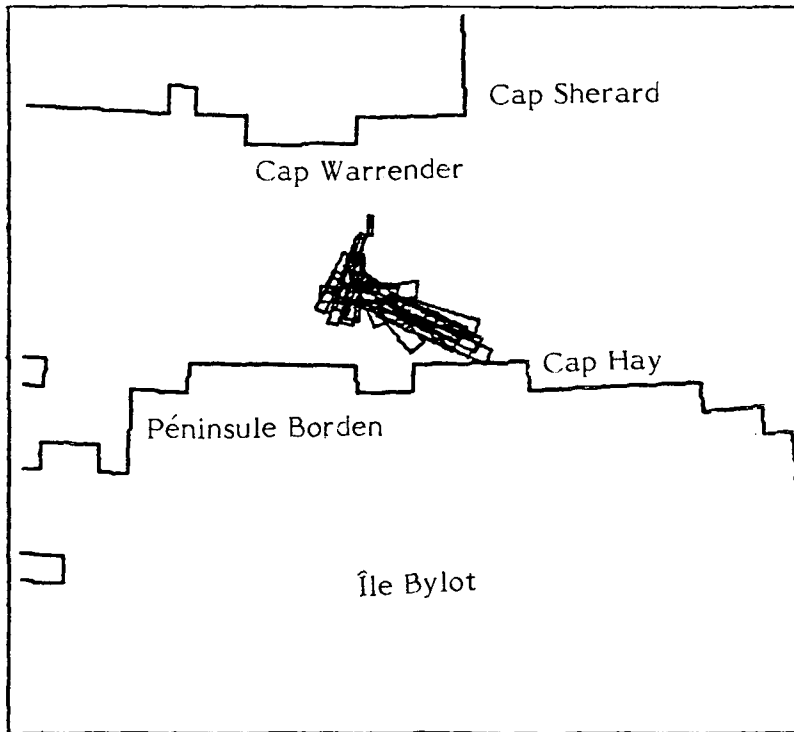 Cap Sherard
Cap Warrender
Cap Hay
Péninsule Borden
Île Bylot